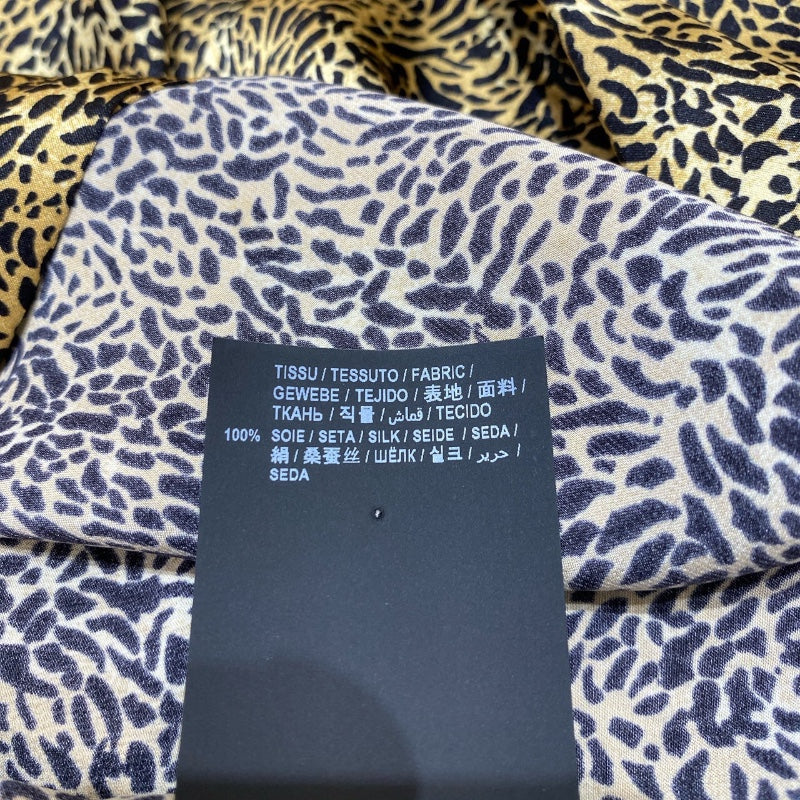 TISSU / TESSUTO / FABRIC /
GEWEBE / TEJIDO / 表地 / 面料 /
ТКАНЬ / 직물 / قماش / TECIDO
100% SOIE / SETA / SILK / SEIDE / SEDA /
絹 / 桑蚕丝 / ШЁЛК / 실크 / حرير /
SEDA